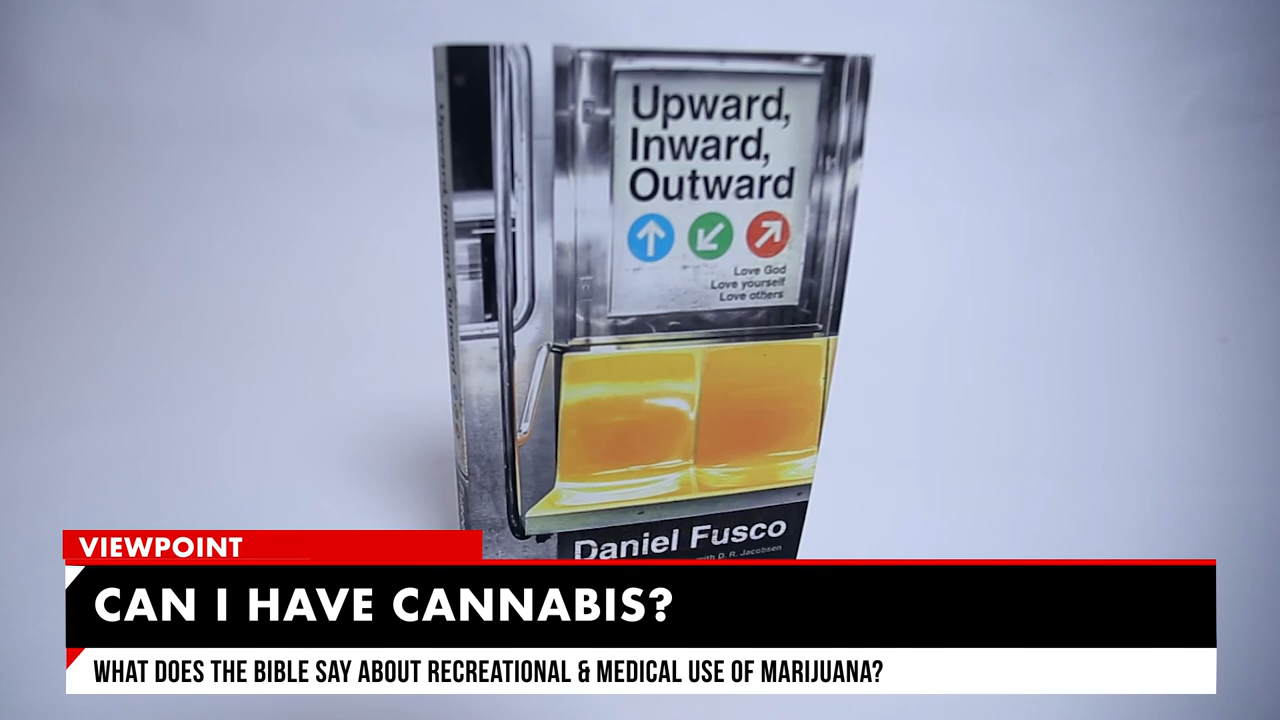 Upward,
Inward,
Outward
Love God
Love yourself
Love others
Daniel Fusco
with D. R. Jacobsen
VIEWPOINT
CAN I HAVE CANNABIS?
WHAT DOES THE BIBLE SAY ABOUT RECREATIONAL & MEDICAL USE OF MARIJUANA?